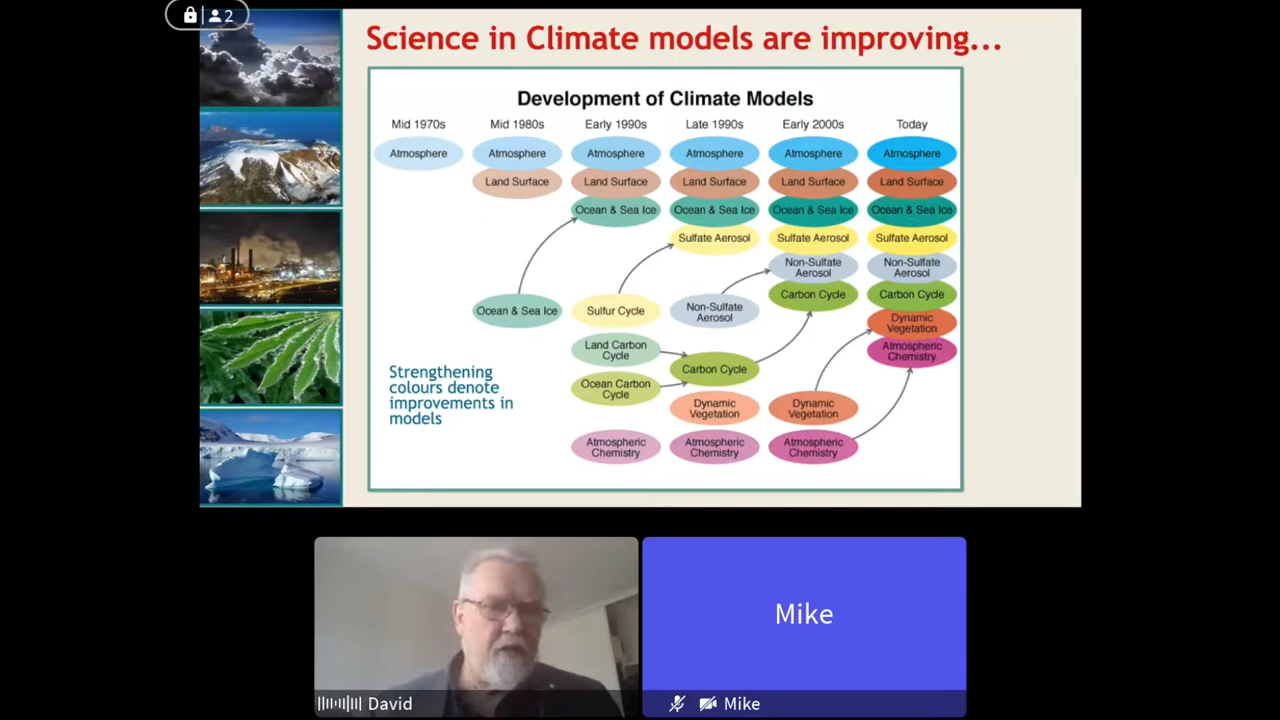 2
Science in Climate models are improving...
Development of Climate Models
Mid 1970s
Mid 1980s
Early 1990s
Late 1990s
Early 2000s
Today
Atmosphere
Atmosphere
Atmosphere
Atmosphere
Atmosphere
Atmosphere
Land Surface
Land Surface
Land Surface
Land Surface
Land Surface
Ocean & Sea Ice
Ocean & Sea Ice
Ocean & Sea Ice
Ocean & Sea Ice
Sulfate Aerosol
Sulfate Aerosol
Sulfate Aerosol
Non-Sulfate
Aerosol
Non-Sulfate
Aerosol
Carbon Cycle
Carbon Cycle
Ocean & Sea Ice
Sulfur Cycle
Non-Sulfate
Aerosol
Dynamic
Vegetation
Land Carbon
Cycle
Atmospheric
Chemistry
Carbon Cycle
Ocean Carbon
Cycle
Dynamic
Vegetation
Dynamic
Vegetation
Atmospheric
Chemistry
Atmospheric
Chemistry
Atmospheric
Chemistry
Strengthening
colours denote
improvements in
models
David
Mike
Mike